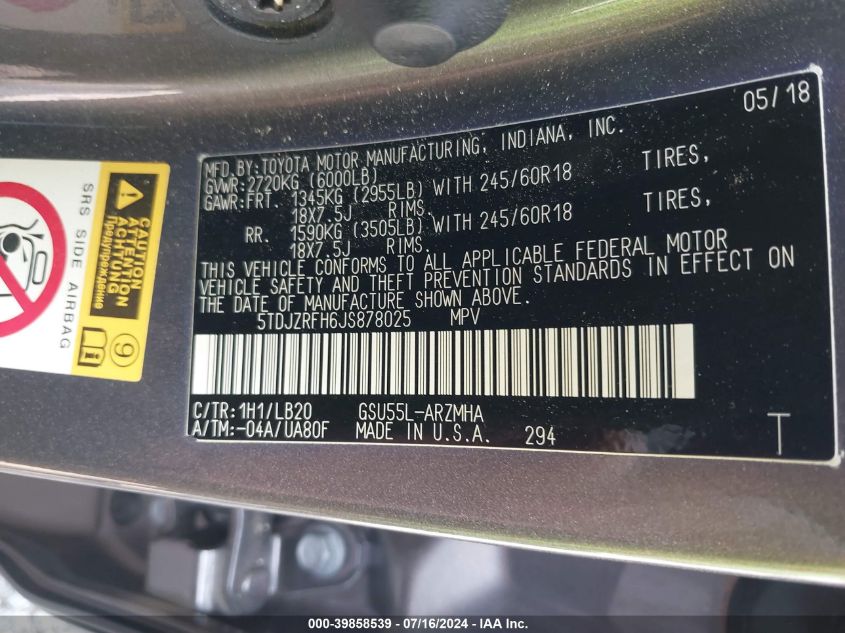 05/18
MFD. BY: TOYOTA MOTOR MANUFACTURING, INDIANA, INC.
GVWR: 2720KG (6000LB)
GAWR: FRT. 1345KG (2955LB) WITH 245/60R18 TIRES,
18X7.5J RIMS.
RR. 1590KG (3505LB) WITH 245/60R18 TIRES,
18X7.5J RIMS.
THIS VEHICLE CONFORMS TO ALL APPLICABLE FEDERAL MOTOR
VEHICLE SAFETY AND THEFT PREVENTION STANDARDS IN EFFECT ON
THE DATE OF MANUFACTURE SHOWN ABOVE.
5TDJZRFH6JS878025 MPV
C/TR: 1H1/LB20 GSU55L-ARZMHA
A/TM: -04A/UA80F MADE IN U.S.A. 294
T
SRS SIDE AIRBAG
CAUTION
ATTENTION
ACHTUNG
Предупреждение
9
i
000-39858539 - 07/16/2024 - IAA Inc.